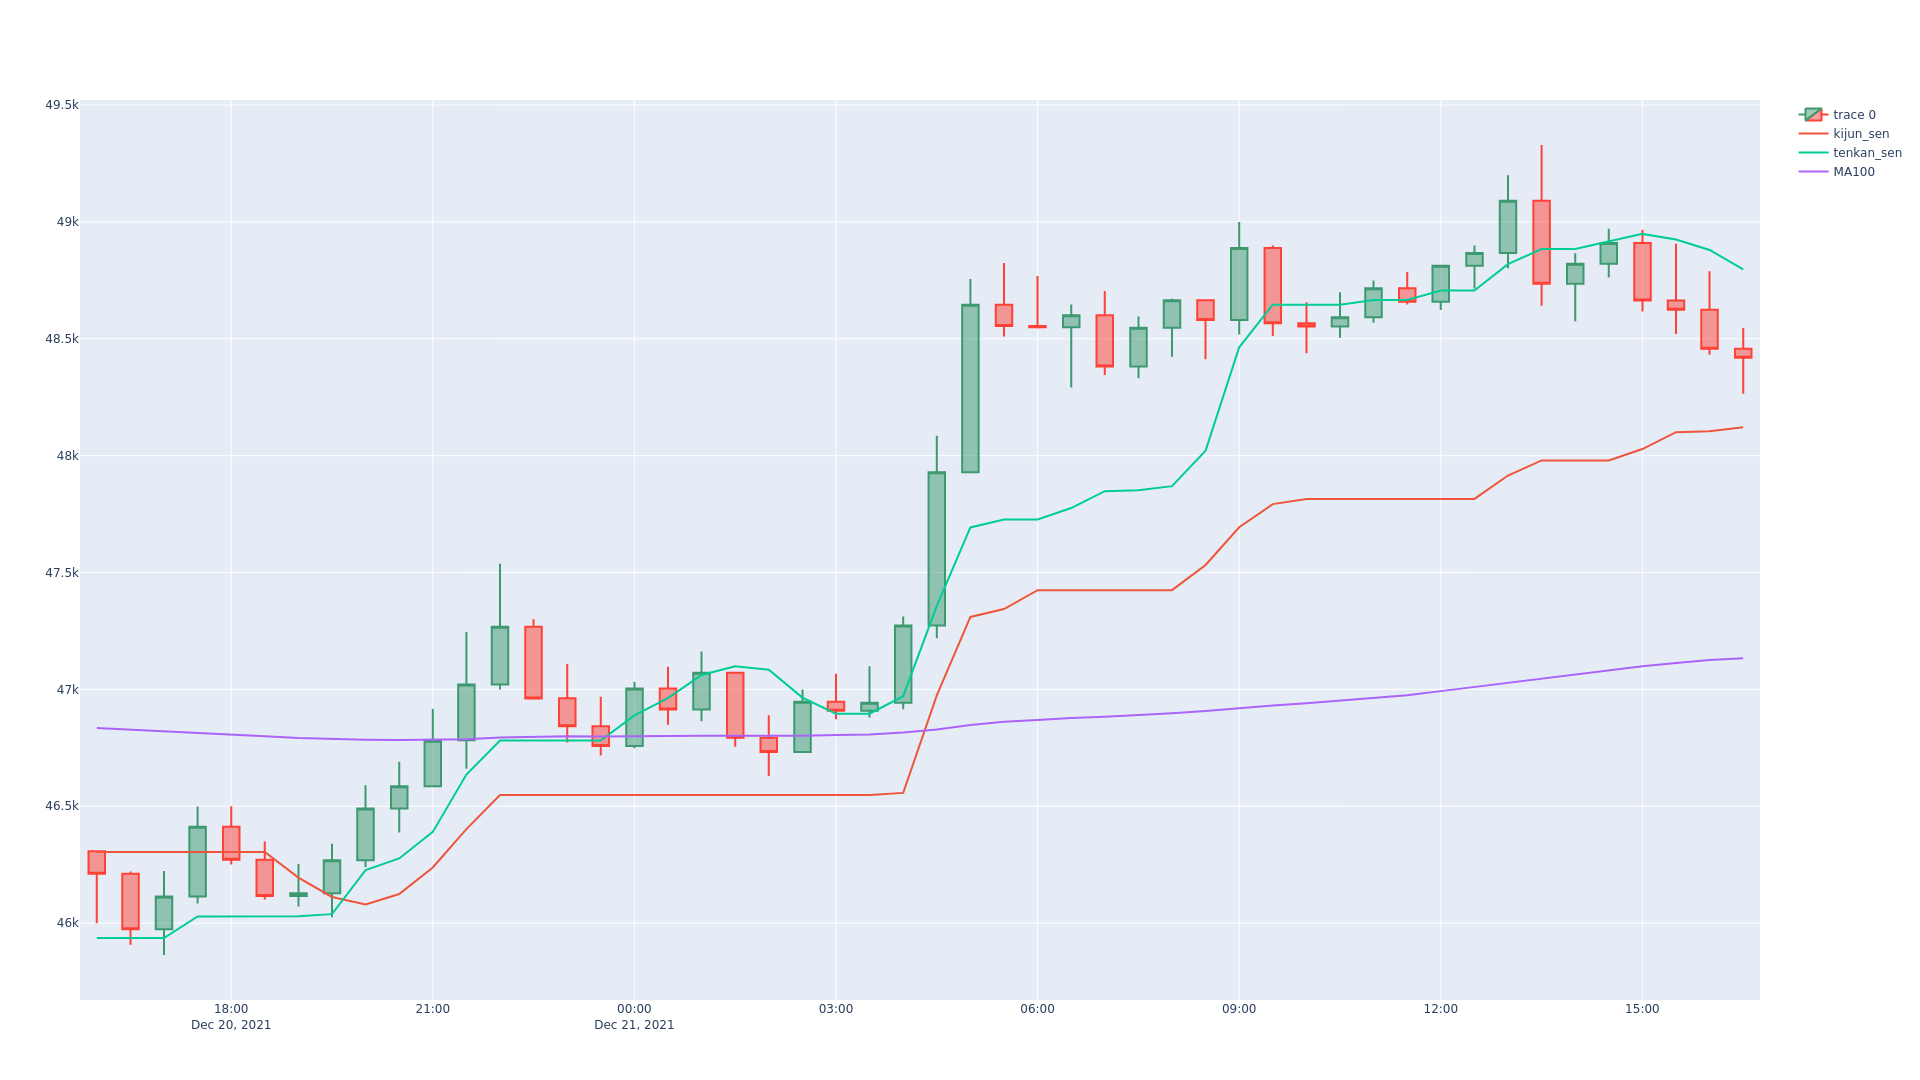 49.5k
49k
48.5k
48k
47.5k
47k
46.5k
46k
18:00
Dec 20, 2021
21:00
00:00
Dec 21, 2021
03:00
06:00
09:00
12:00
15:00
trace 0
kijun_sen
tenkan_sen
MA100